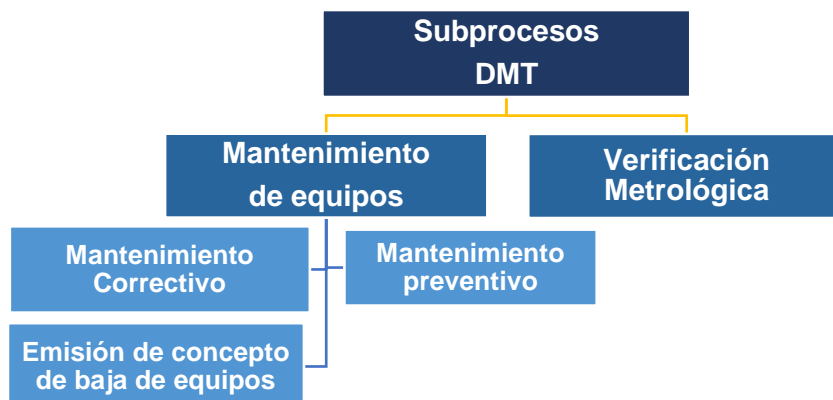 Subprocesos
DMT
Mantenimiento
de equipos
Verificación
Metrológica
Mantenimiento
Correctivo
Mantenimiento
preventivo
Emisión de concepto
de baja de equipos